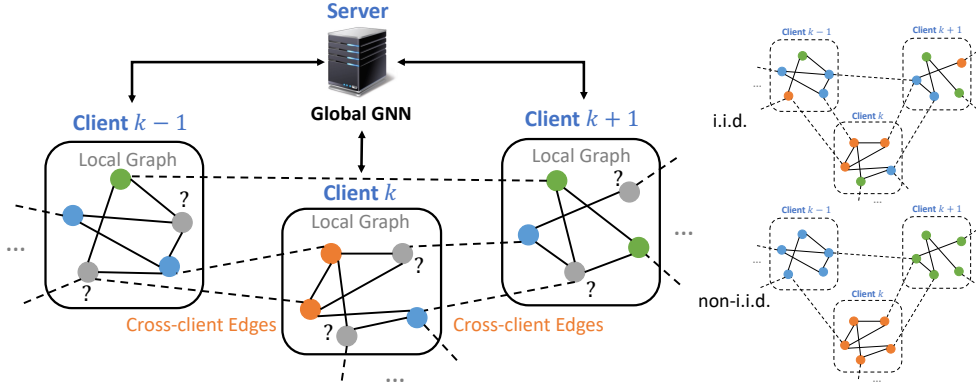 Server
Global GNN
Client k − 1
Client k + 1
Local Graph
Local Graph
Client k
Local Graph
?
?
?
?
?
?
...
...
...
Cross-client Edges
Cross-client Edges
Client k − 1
Client k + 1
...
...
i.i.d.
Client k
...
Client k − 1
Client k + 1
...
...
non-i.i.d.
Client k
...